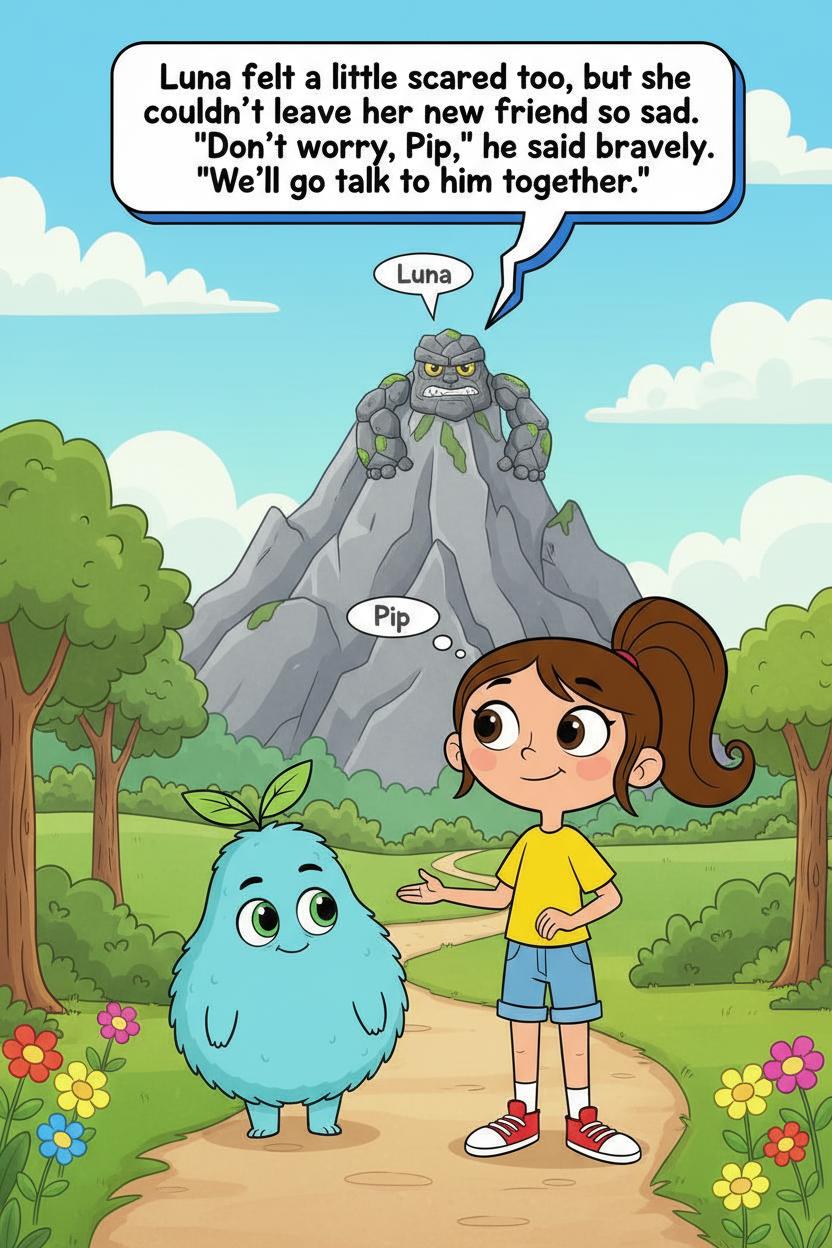 Luna felt a little scared too, but she
couldn't leave her new friend so sad.
"Don't worry, Pip," he said bravely.
"We'll go talk to him together."
Luna
Pip